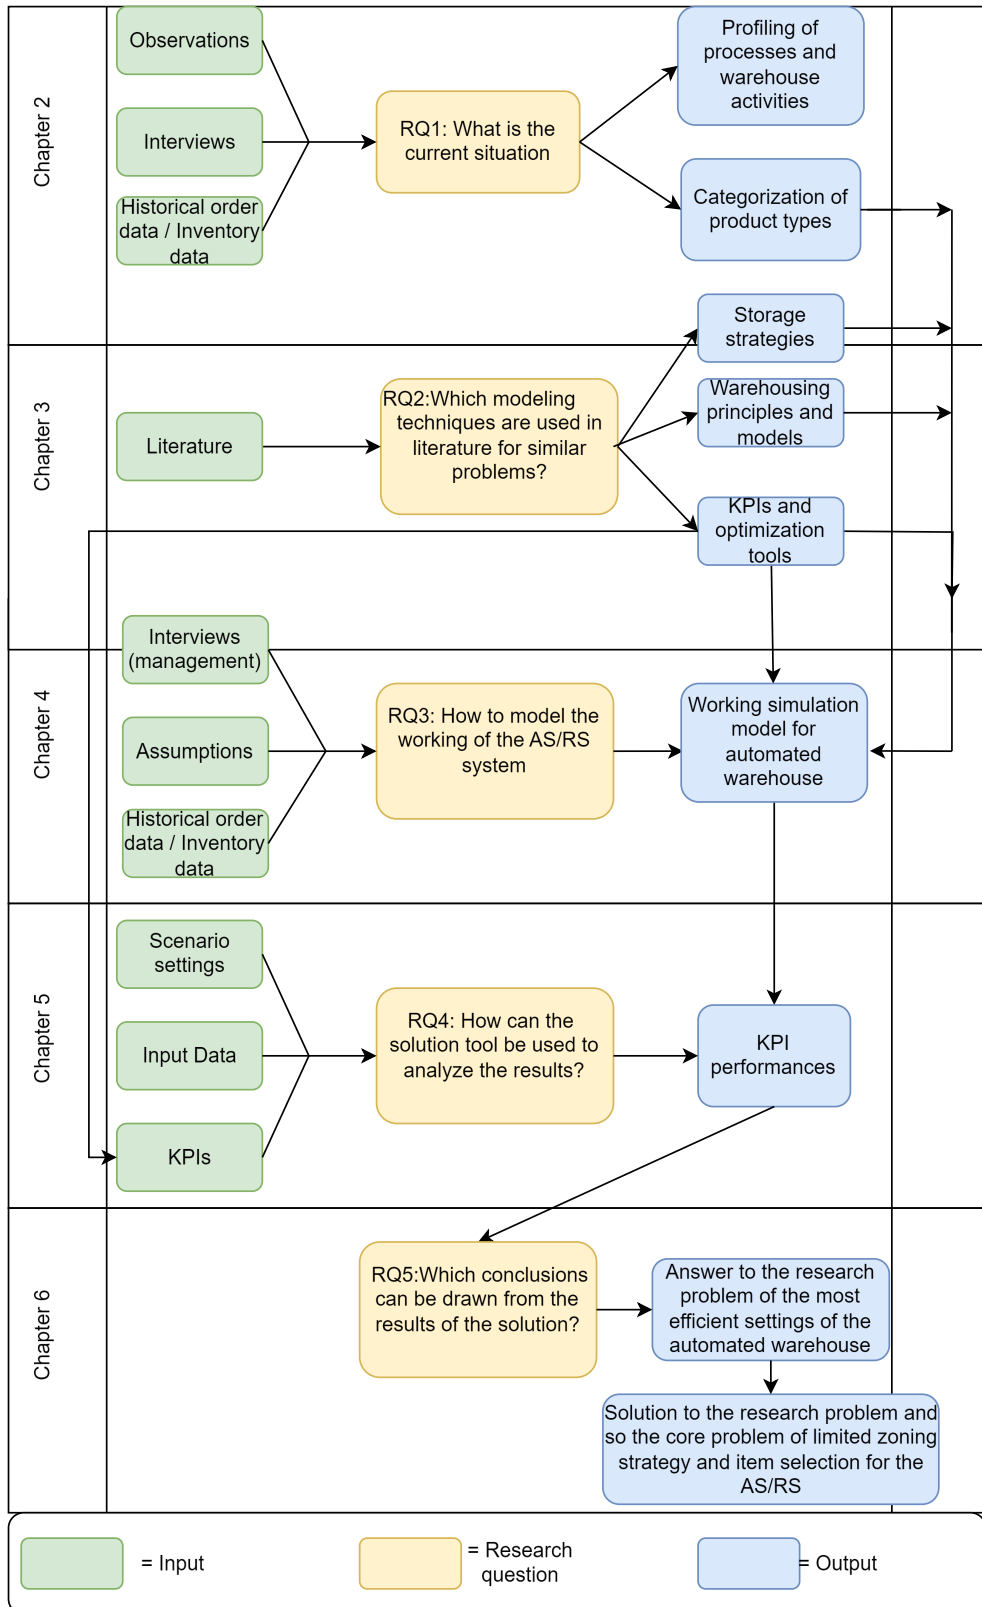 Chapter 2
Observations
Interviews
Historical order
data / Inventory
data
RQ1: What is the
current situation
Profiling of
processes and
warehouse
activities
Categorization of
product types
Chapter 3
Literature
RQ2:Which modeling
techniques are used in
literature for similar
problems?
Storage
strategies
Warehousing
principles and
models
KPIs and
optimization
tools
Chapter 4
Interviews
(management)
Assumptions
Historical order
data / Inventory
data
RQ3: How to model the
working of the AS/RS
system
Working simulation
model for
automated
warehouse
Chapter 5
Scenario
settings
Input Data
KPIs
RQ4: How can the
solution tool be used to
analyze the results?
KPI
performances
Chapter 6
RQ5:Which conclusions
can be drawn from the
results of the solution?
Answer to the research
problem of the most
efficient settings of the
automated warehouse
Solution to the research problem and
so the core problem of limited zoning
strategy and item selection for the
AS/RS
= Input
= Research
question
= Output